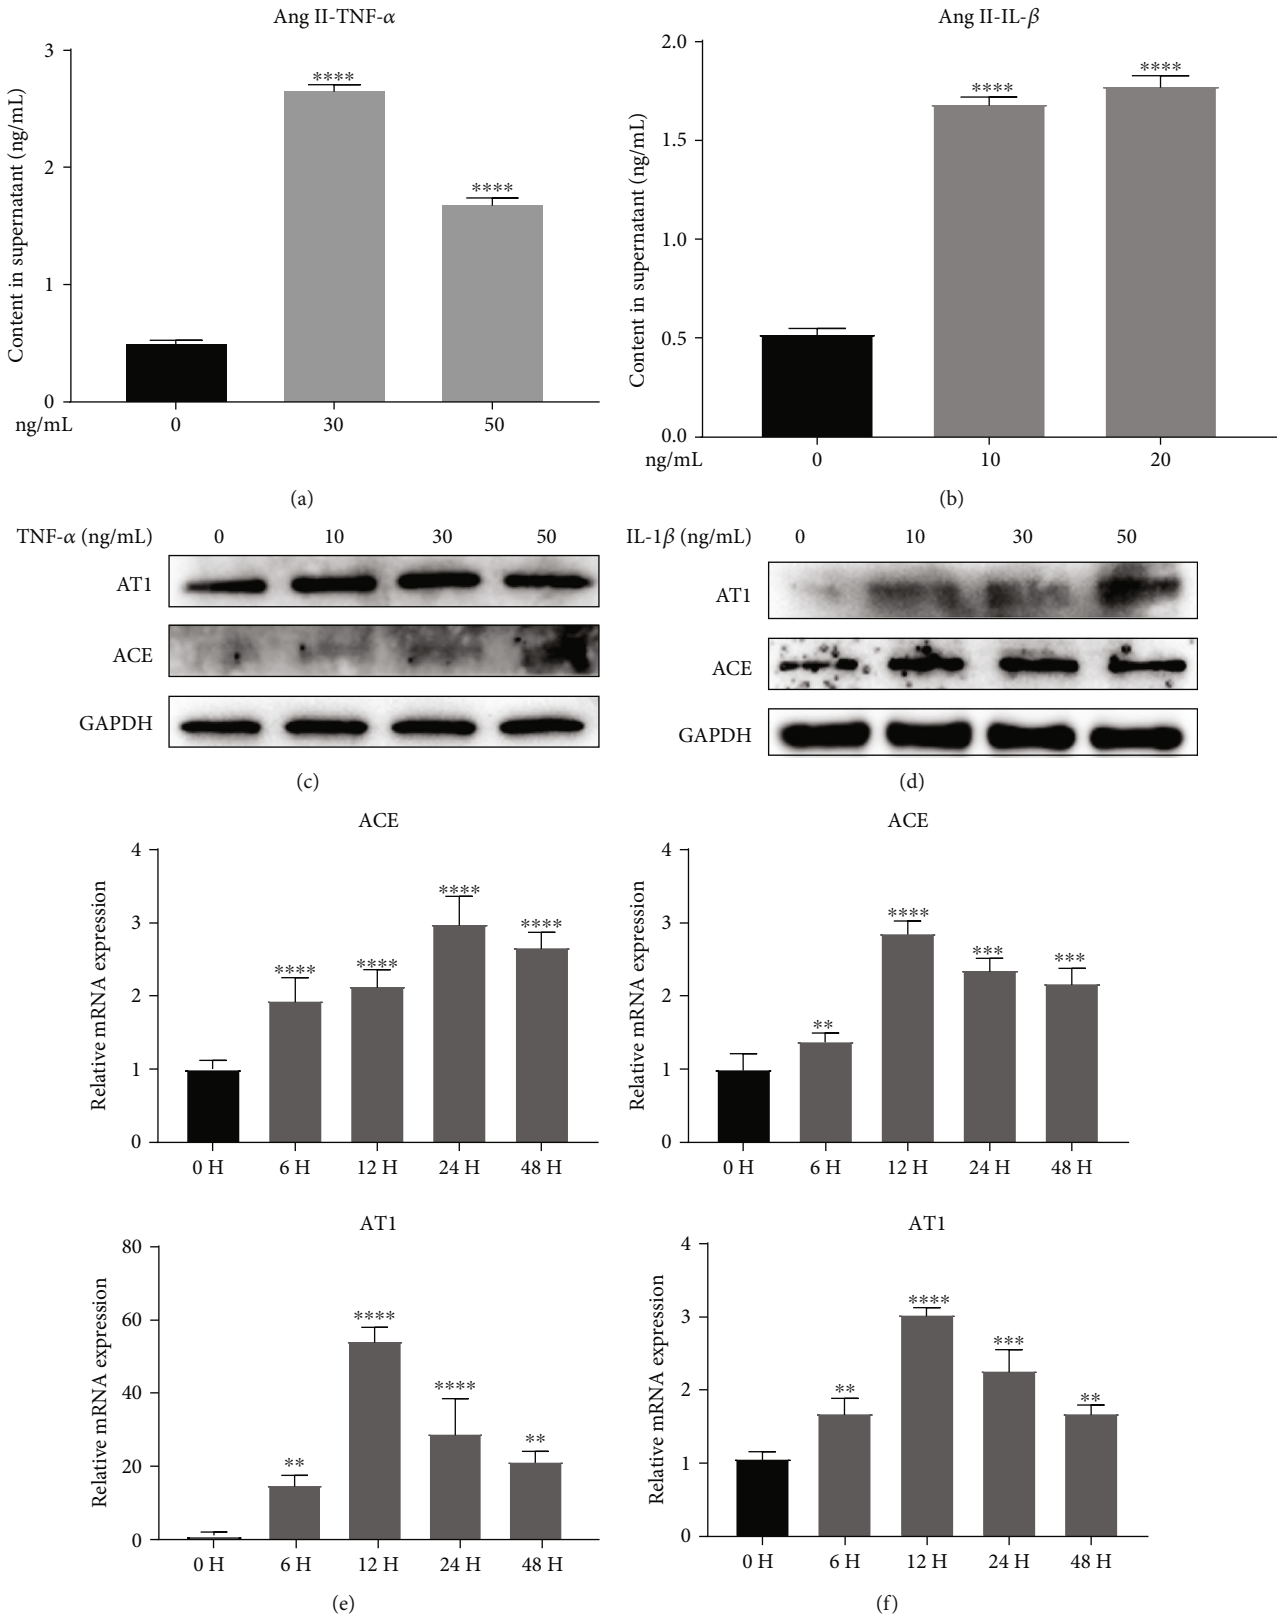 Ang II-TNF-α
3
2
1
0
Content in supernatant (ng/mL)
****
****
ng/mL
0
30
50
(a)
Ang II-IL-β
2.0
1.5
1.0
0.5
0.0
Content in supernatant (ng/mL)
****
****
ng/mL
0
10
20
(b)
TNF-α (ng/mL) 0 10 30 50
AT1
ACE
GAPDH
(c)
IL-1β (ng/mL) 0 10 30 50
AT1
ACE
GAPDH
(d)
ACE
4
3
2
1
0
Relative mRNA expression
****
****
****
****
0 H 6 H 12 H 24 H 48 H
AT1
80
60
40
20
0
Relative mRNA expression
**
****
****
**
0 H 6 H 12 H 24 H 48 H
(e)
ACE
4
3
2
1
0
Relative mRNA expression
**
****
***
***
0 H 6 H 12 H 24 H 48 H
AT1
4
3
2
1
0
Relative mRNA expression
**
****
***
**
0 H 6 H 12 H 24 H 48 H
(f)